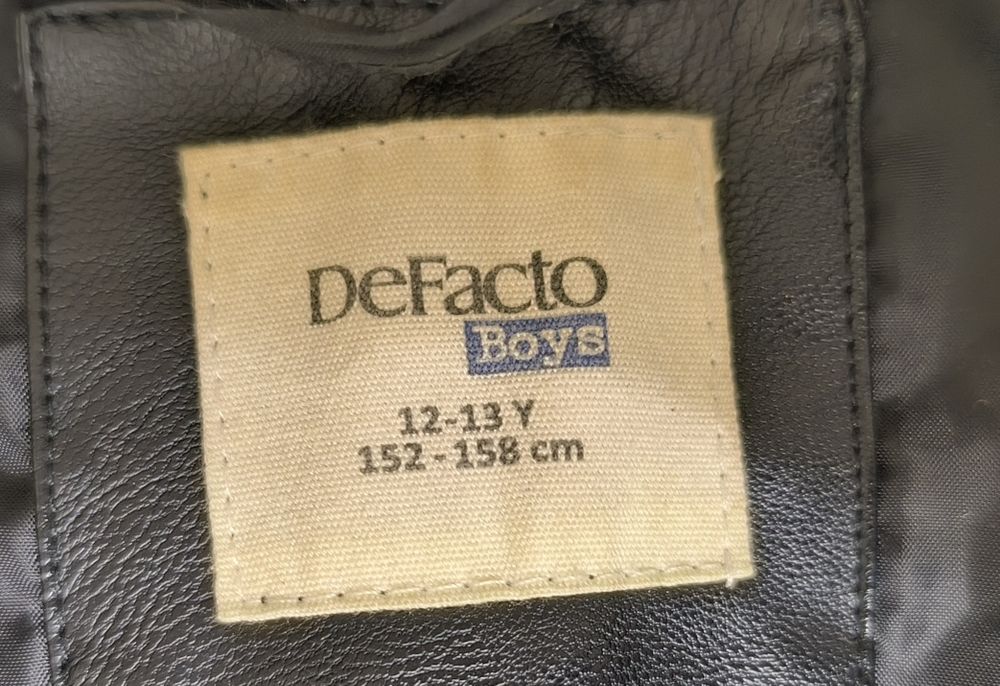 DeFacto
Boys
12-13 Y
152-158 cm